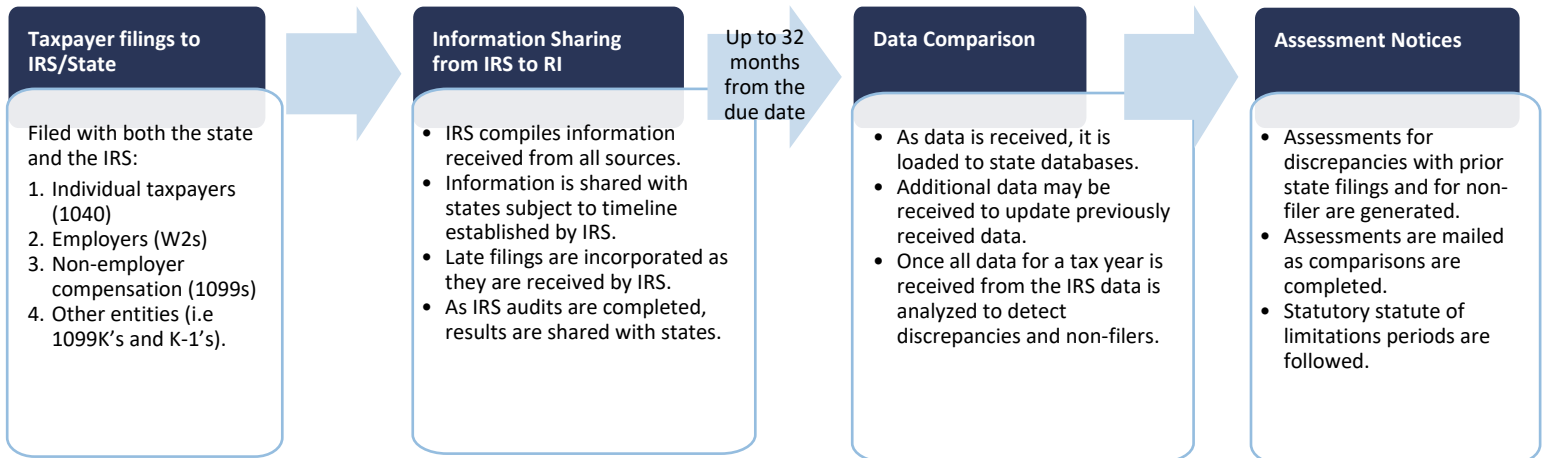 Taxpayer filings to
IRS/State
Filed with both the state
and the IRS:
1. Individual taxpayers
(1040)
2. Employers (W2s)
3. Non-employer
compensation (1099s)
4. Other entities (i.e
1099K’s and K-1’s).
Information Sharing
from IRS to RI
• IRS compiles information
received from all sources.
• Information is shared with
states subject to timeline
established by IRS.
• Late filings are incorporated as
they are received by IRS.
• As IRS audits are completed,
results are shared with states.
Up to 32
months
from the
due date
Data Comparison
• As data is received, it is
loaded to state databases.
• Additional data may be
received to update previously
received data.
• Once all data for a tax year is
received from the IRS data is
analyzed to detect
discrepancies and non-filers.
Assessment Notices
• Assessments for
discrepancies with prior
state filings and for non-
filer are generated.
• Assessments are mailed
as comparisons are
completed.
• Statutory statute of
limitations periods are
followed.